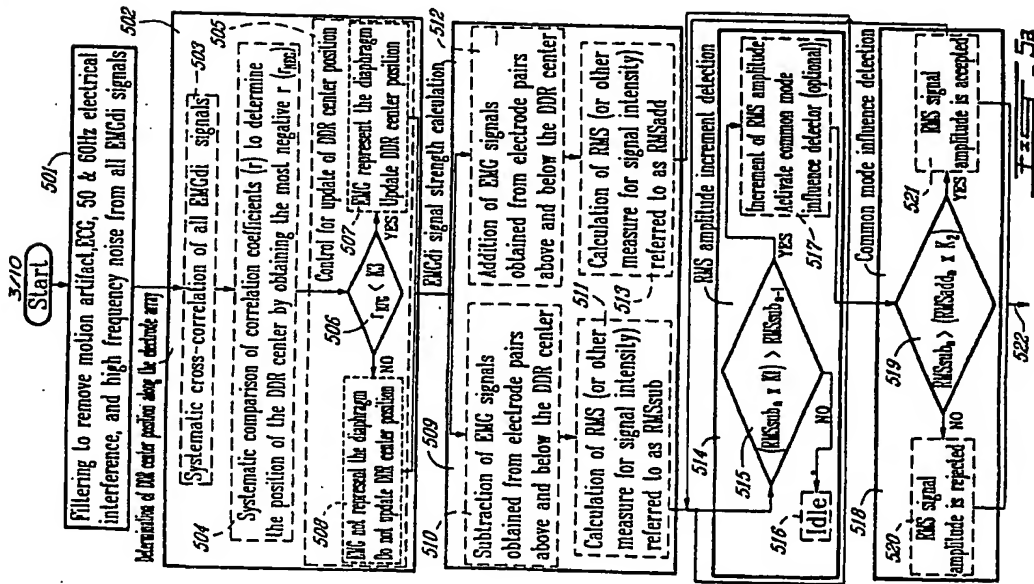 3/10
Start
501
Filtering to remove motion artifact, ECG, 50 & 60Hz electrical
interference, and high frequency noise from all EMGdi signals
Determination of DDR center position along the electrode array
502
Systematic cross-correlation of all EMGdi signals
503
504
Systematic comparison of correlation coefficients (r) to determine
the position of the DDR center by obtaining the most negative r (rNEG)
505
Control for update of DDR center position
506
rNEG < K3
NO
YES
507
EMG represent the diaphragm
Update DDR center position
508
EMG not represent the diaphragm
Do not update DDR center position
509
EMGdi signal strength calculation
512
510
Subtraction of EMG signals
obtained from electrode pairs
above and below the DDR center
Addition of EMG signals
obtained from electrode pairs
above and below the DDR center
511
Calculation of RMS (or other
measure for signal intensity)
referred to as RMSsub
513
Calculation of RMS (or other
measure for signal intensity)
referred to as RMSadd
514
RMS amplitude increment detection
515
(RMSsubn x K1) > RMSsubn-1
NO
YES
516
Idle
517
Increment of RMS amplitude
Activate common mode
influence detector (optional)
518
Common mode influence detection
519
RMSsubn > (RMSaddn x K2)
NO
YES
520
RMS signal
amplitude is rejected
521
RMS signal
amplitude is accepted
522
Fig. 5a